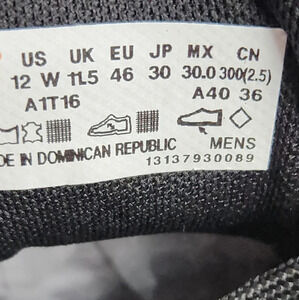 US UK EU JP MX CN
12 W 11.5 46 30 30.0 300(2.5)
A1T16 A40 36
DE IN DOMINICAN REPUBLIC MENS
13137930089